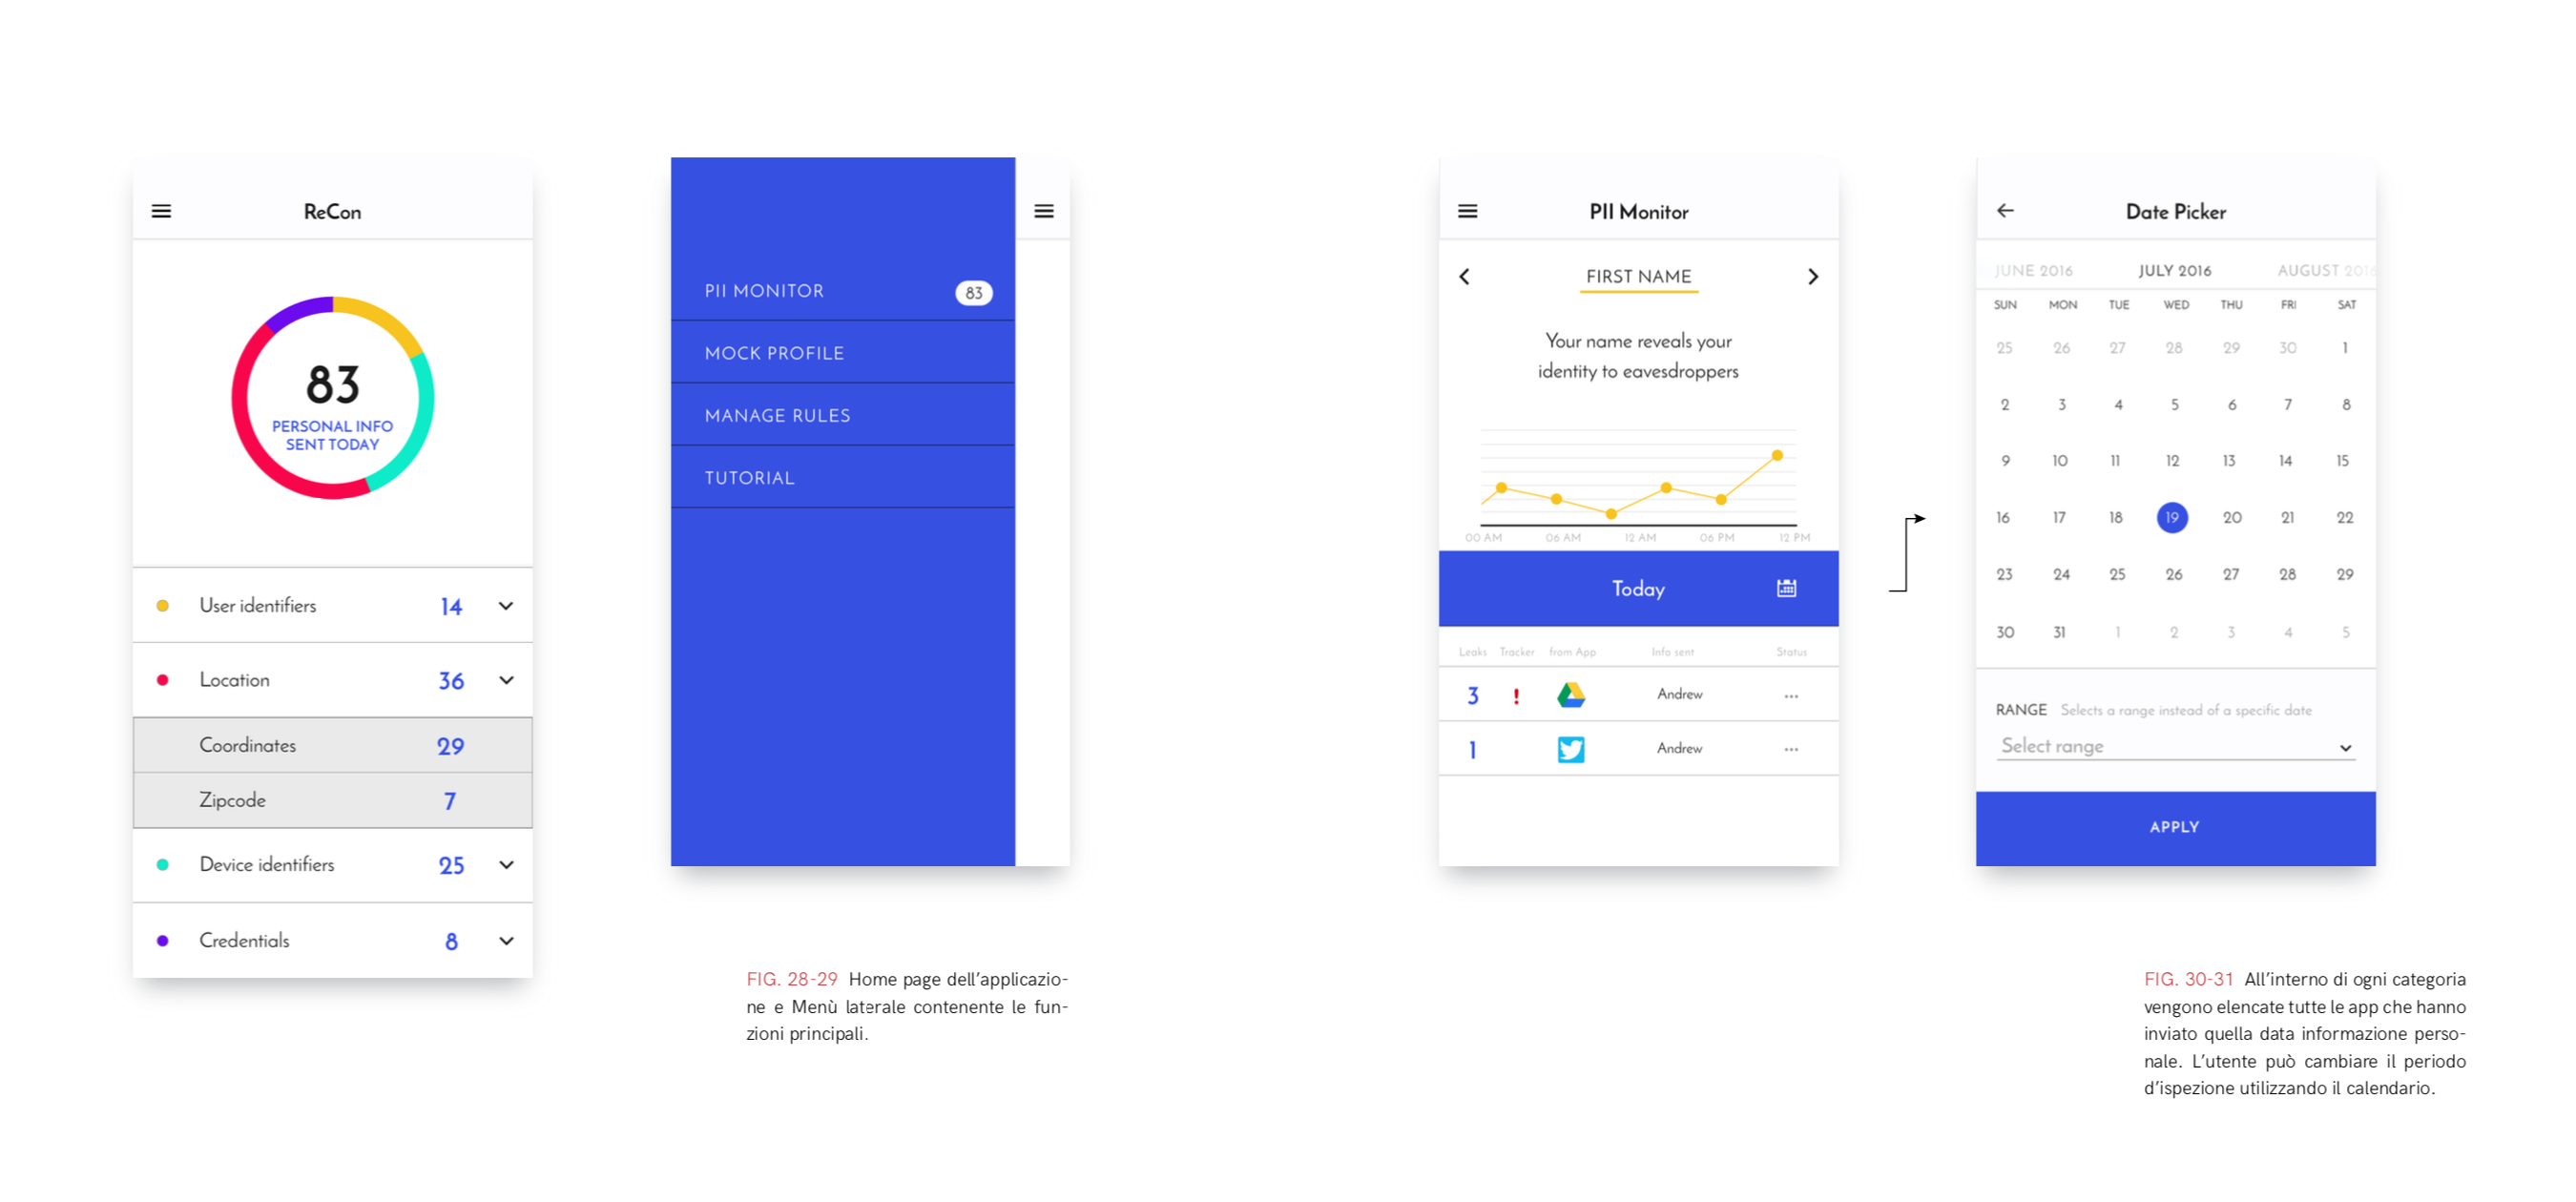 ReCon
83
PERSONAL INFO
SENT TODAY
User identifiers 14
Location 36
Coordinates 29
Zipcode 7
Device identifiers 25
Credentials 8
PII MONITOR 83
MOCK PROFILE
MANAGE RULES
TUTORIAL
FIG. 28-29 Home page dell'applicazio-
ne e Menù laterale contenente le fun-
zioni principali.
PII Monitor
FIRST NAME
Your name reveals your
identity to eavesdroppers
00 AM 06 AM 12 AM 06 PM 12 PM
Today
Leaks Tracker from App Info sent Status
3 ! Andrew ...
1 Andrew ...
Date Picker
JUNE 2016 JULY 2016 AUGUST 2016
SUN MON TUE WED THU FRI SAT
25 26 27 28 29 30 1
2 3 4 5 6 7 8
9 10 11 12 13 14 15
16 17 18 19 20 21 22
23 24 25 26 27 28 29
30 31 1 2 3 4 5
RANGE Selects a range instead of a specific date
Select range
APPLY
FIG. 30-31 All'interno di ogni categoria
vengono elencate tutte le app che hanno
inviato quella data informazione perso-
nale. L'utente può cambiare il periodo
d'ispezione utilizzando il calendario.